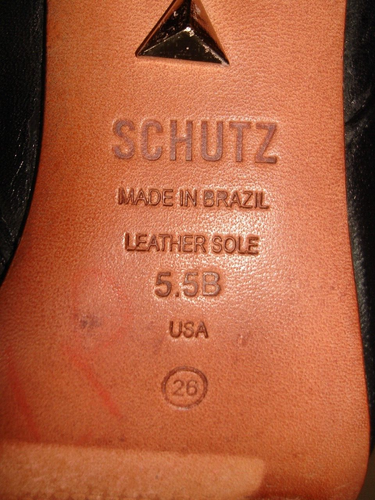 SCHUTZ
MADE IN BRAZIL
LEATHER SOLE
5.5B
USA
26